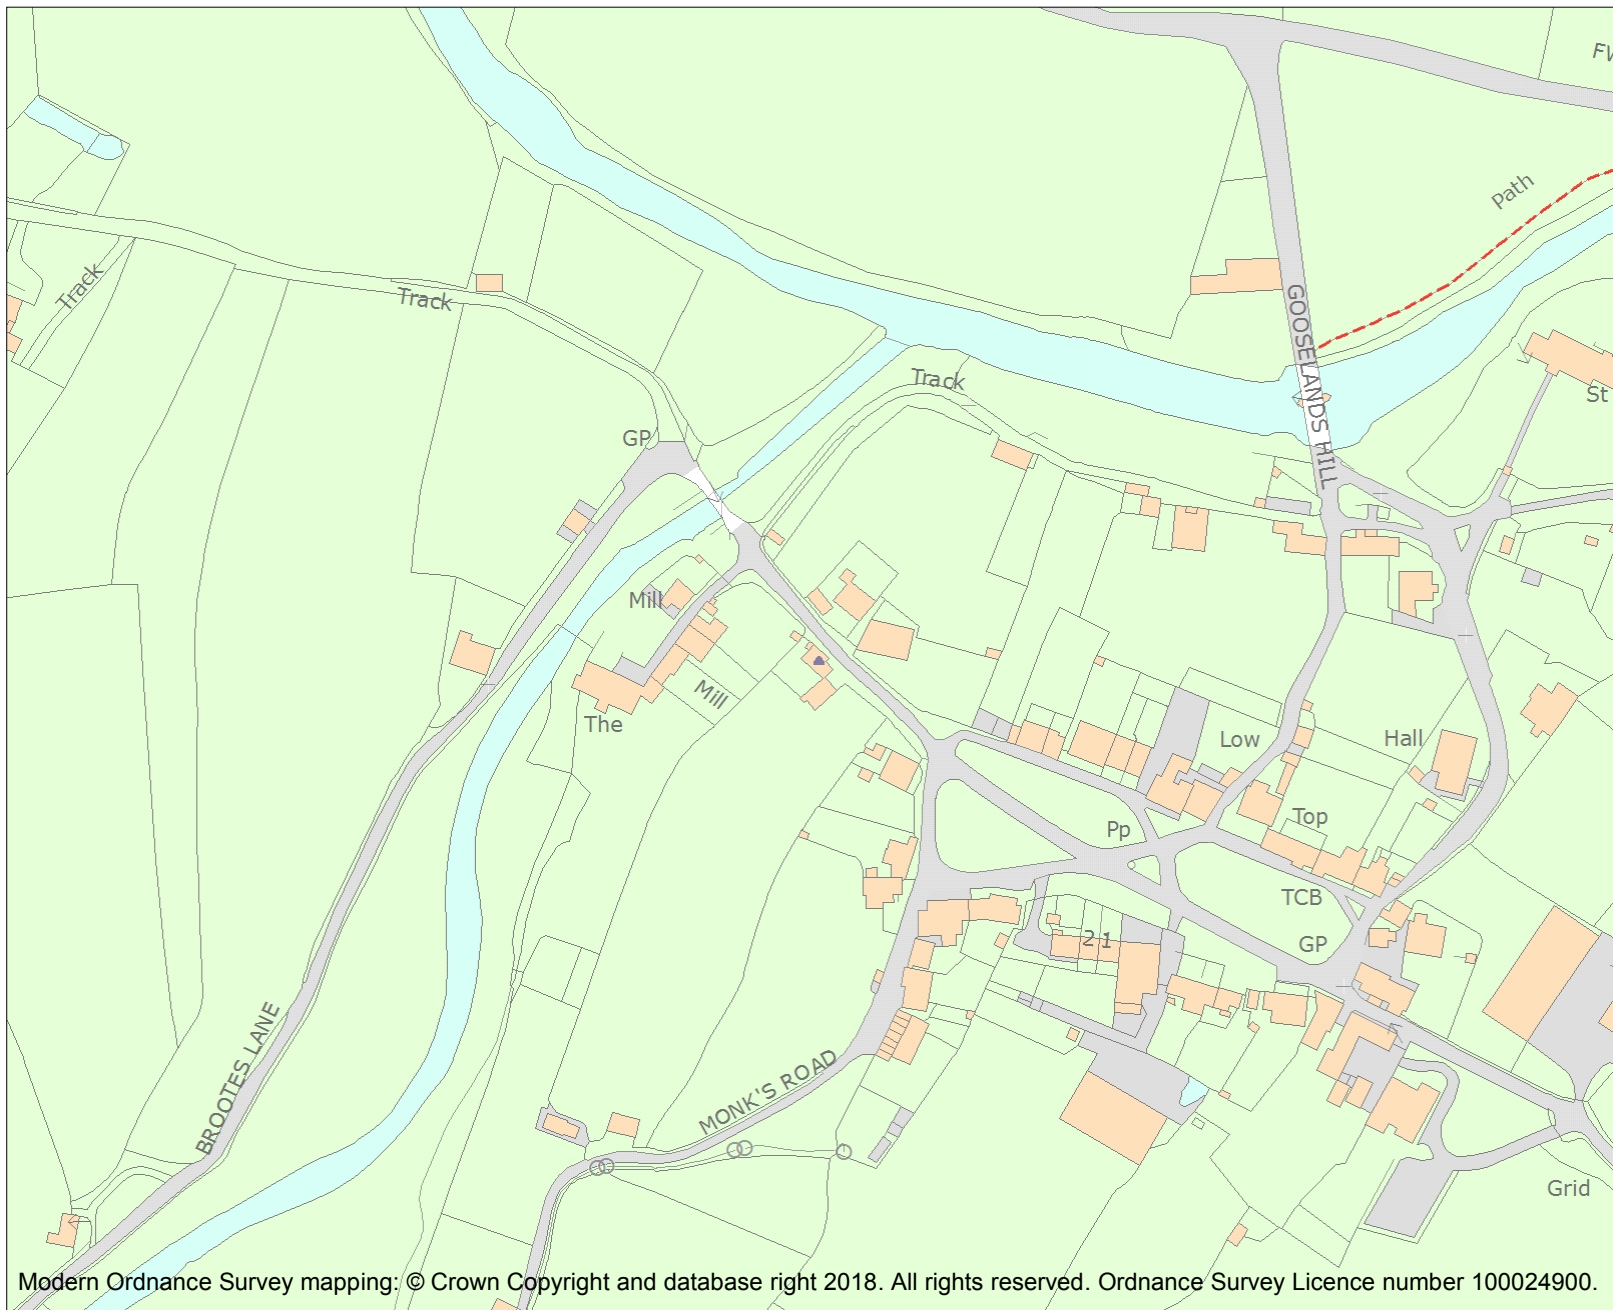 FW
Path
Track
Track
GOOSELANDS HILL
Track
St
GP
Mill
Mill
The
Low
Hall
Top
Pp
TCB
2 1
GP
BROOTES LANE
MONK'S ROAD
Grid
Modern Ordnance Survey mapping: © Crown Copyright and database right 2018. All rights reserved. Ordnance Survey Licence number 100024900.